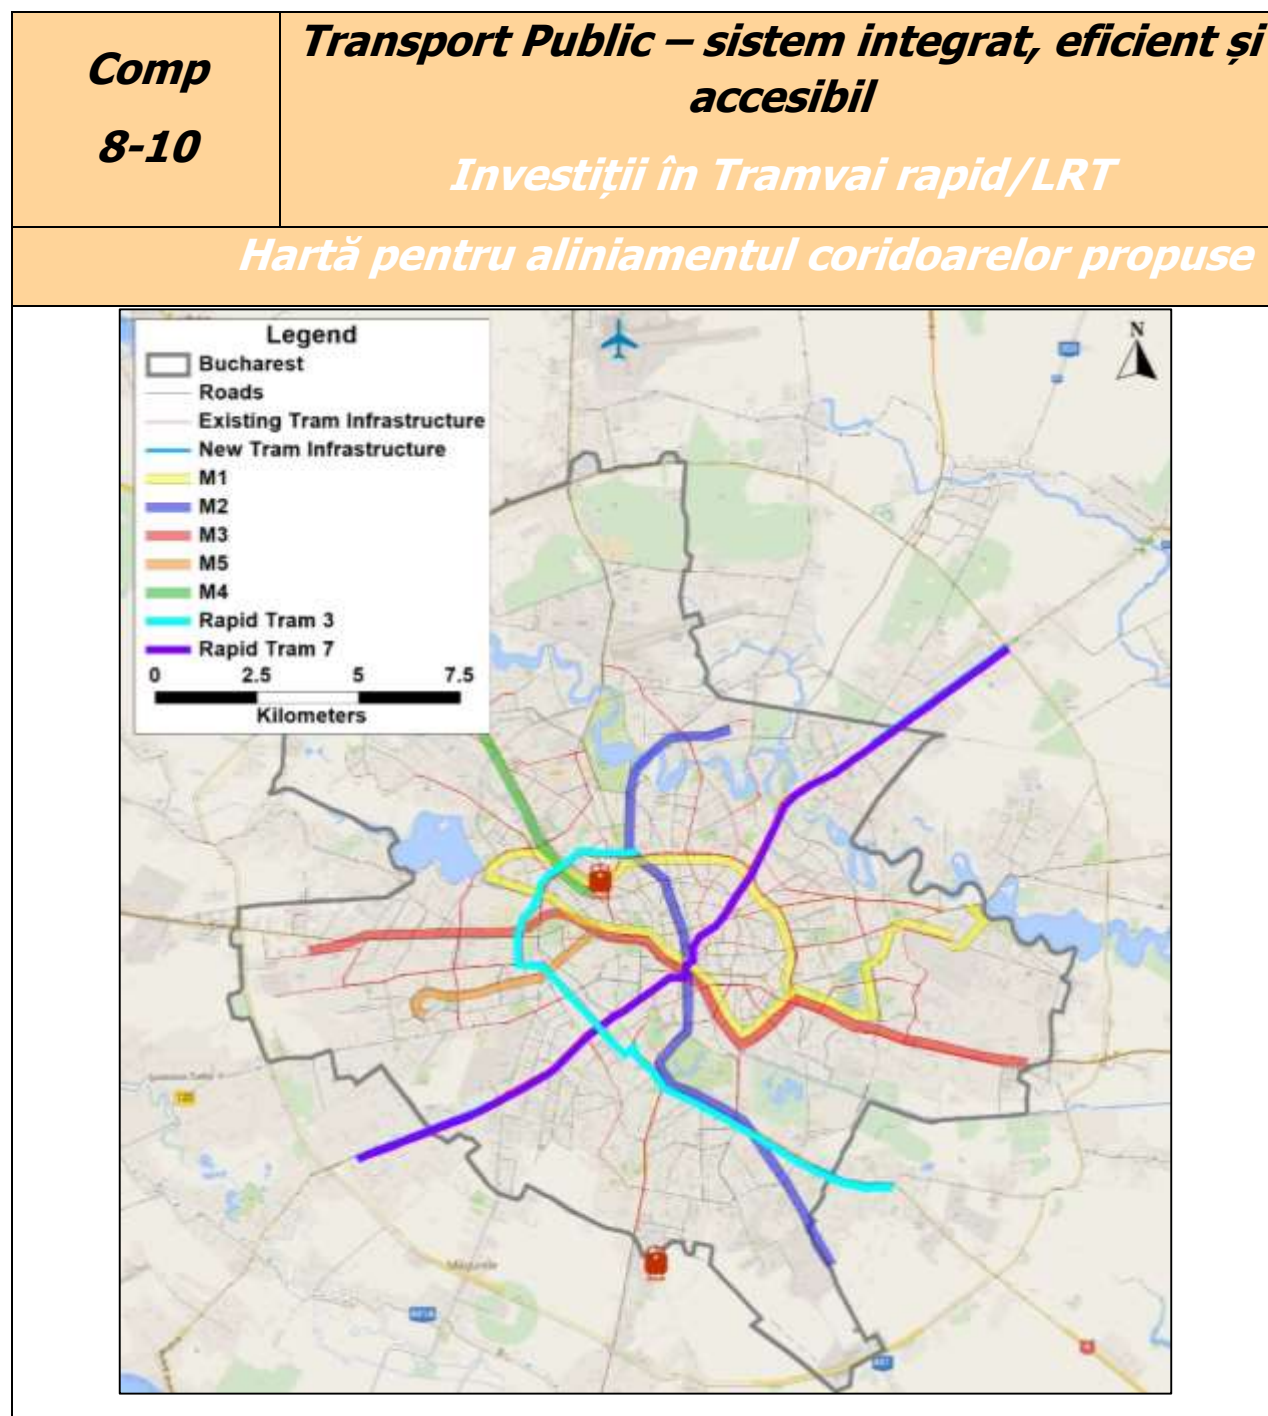 Comp
8-10
Transport Public – sistem integrat, eficient și
accesibil
Investiții în Tramvai rapid/LRT
Hartă pentru aliniamentul coridoarelor propuse
Legend
Bucharest
Roads
Existing Tram Infrastructure
New Tram Infrastructure
M1
M2
M3
M5
M4
Rapid Tram 3
Rapid Tram 7
0 2.5 5 7.5
Kilometers
N
Măgurele